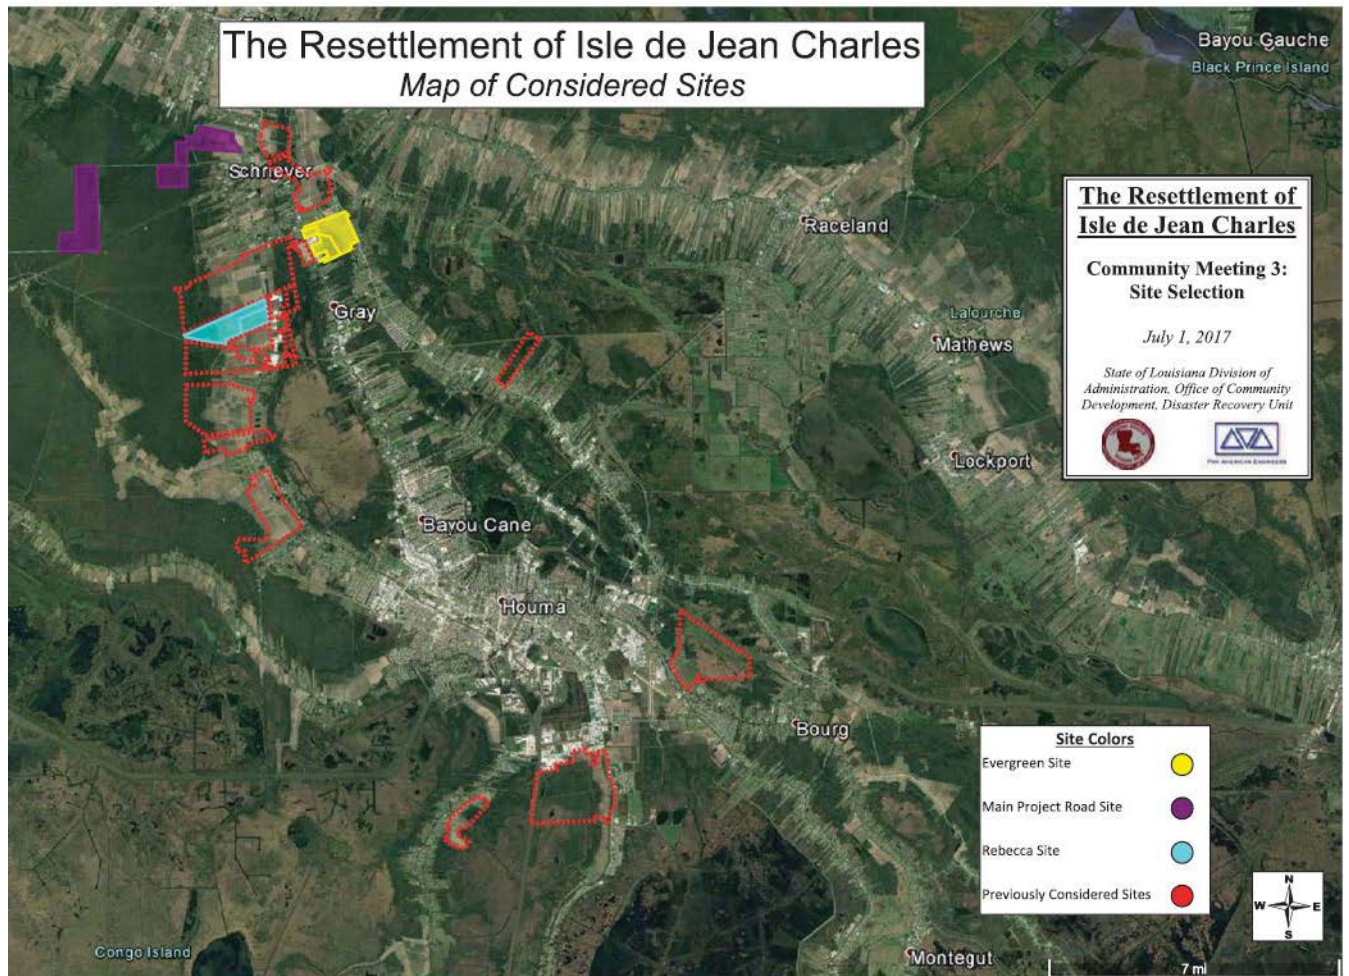 The Resettlement of Isle de Jean Charles
Map of Considered Sites
Bayou Gauche
Black Prince Island
Schriever
Raceland
Gray
Lafourche
Mathews
Lockport
Bayou Cane
Houma
Bourg
Congo Island
Montegut
The Resettlement of
Isle de Jean Charles
Community Meeting 3:
Site Selection
July 1, 2017
State of Louisiana Division of
Administration, Office of Community
Development, Disaster Recovery Unit
PAN AMERICAN ENGINEERS
Site Colors
Evergreen Site
Main Project Road Site
Rebecca Site
Previously Considered Sites
N
W E
S
7 mi